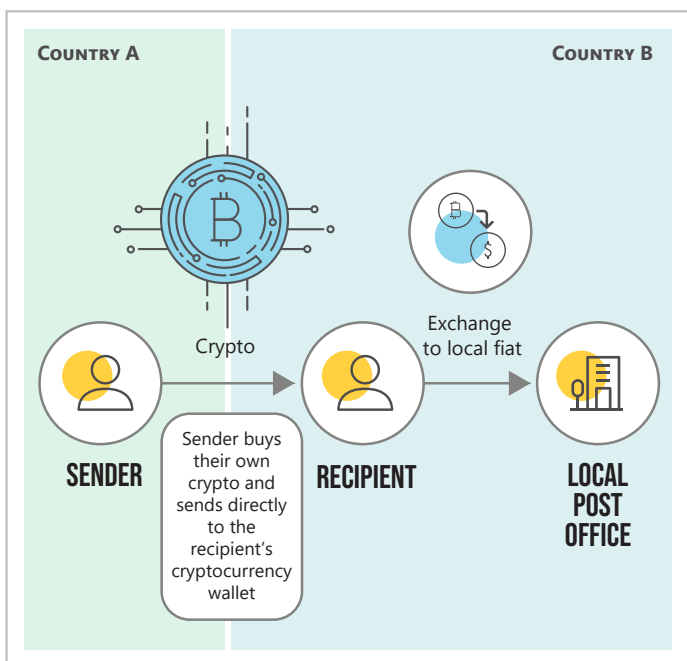 COUNTRY A
COUNTRY B
B
B
$
Crypto
Exchange
to local fiat
SENDER
Sender buys
their own
crypto and
sends directly
to the
recipient's
cryptocurrency
wallet
RECIPIENT
LOCAL
POST
OFFICE